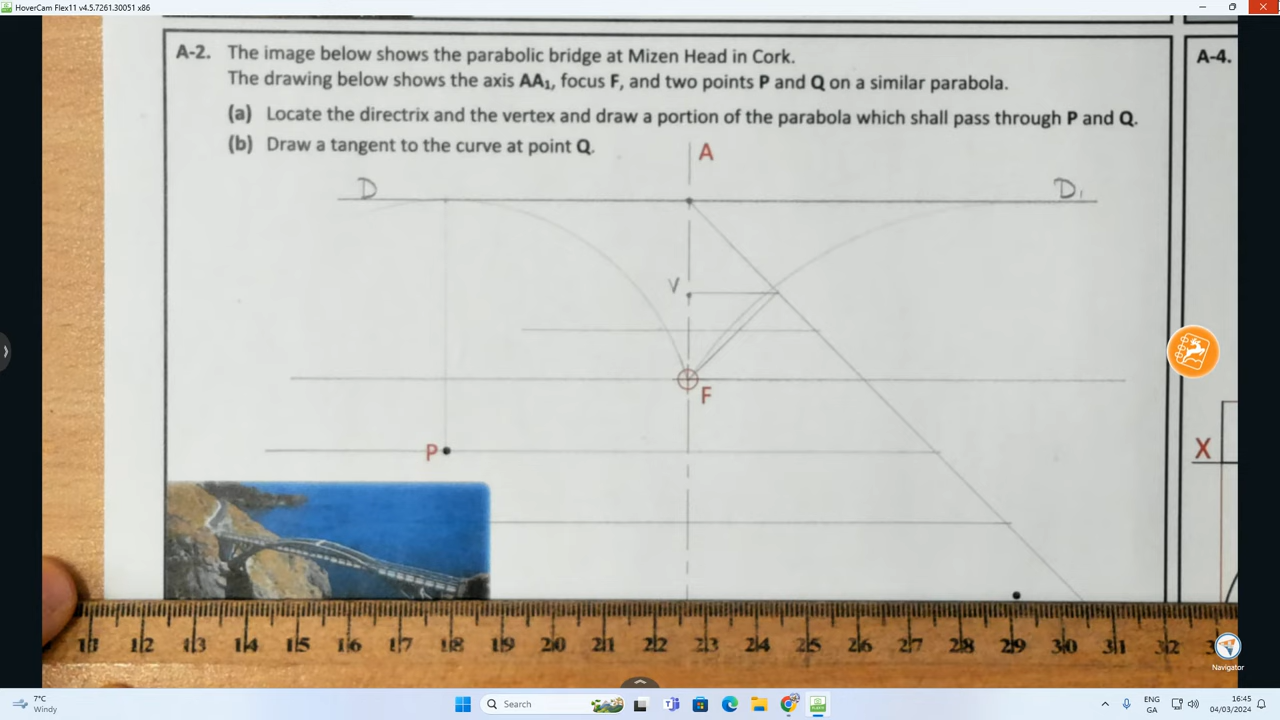 HoverCam Flex11 v4.5.7261.30051 x86
A-2. The image below shows the parabolic bridge at Mizen Head in Cork.
The drawing below shows the axis AA₁, focus F, and two points P and Q on a similar parabola.
(a) Locate the directrix and the vertex and draw a portion of the parabola which shall pass through P and Q.
(b) Draw a tangent to the curve at point Q.
A-4.
A
D
D₁
V
F
P
X
11 12 13 14 15 16 17 18 19 20 21 22 23 24 25 26 27 28 29 30 31 32
Navigator
7°C
Windy
Search
ENG
GA
16:45
04/03/2024